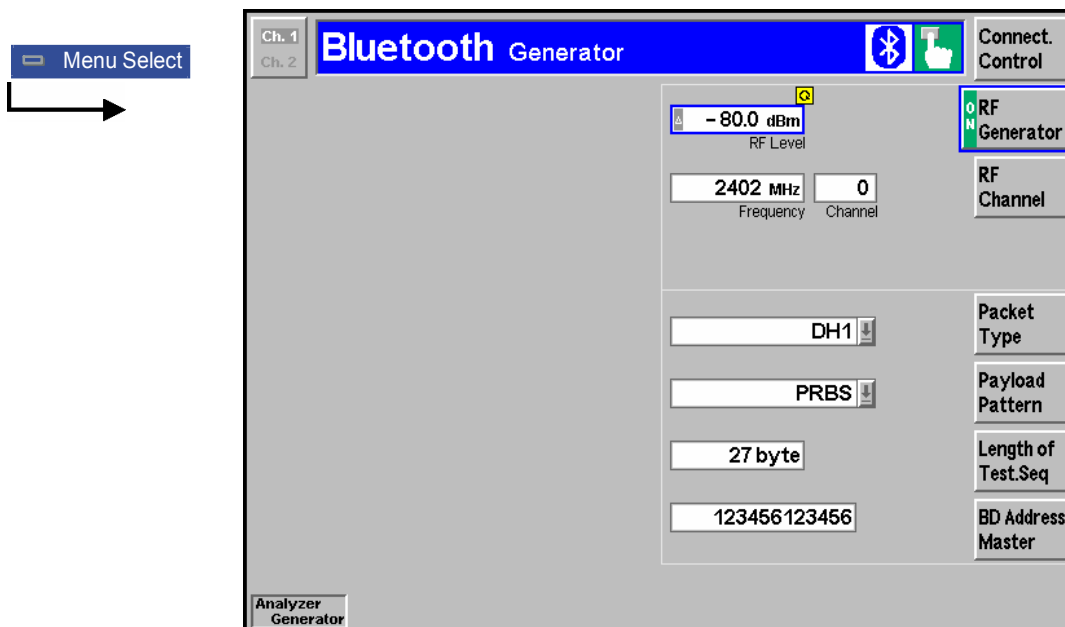 Menu Select
Ch. 1
Ch. 2
Bluetooth Generator
Connect.
Control
- 80.0 dBm
RF Level
ON
RF
Generator
2402 MHz
Frequency
0
Channel
RF
Channel
DH1
Packet
Type
PRBS
Payload
Pattern
27 byte
Length of
Test.Seq
123456123456
BD Address
Master
Analyzer
Generator